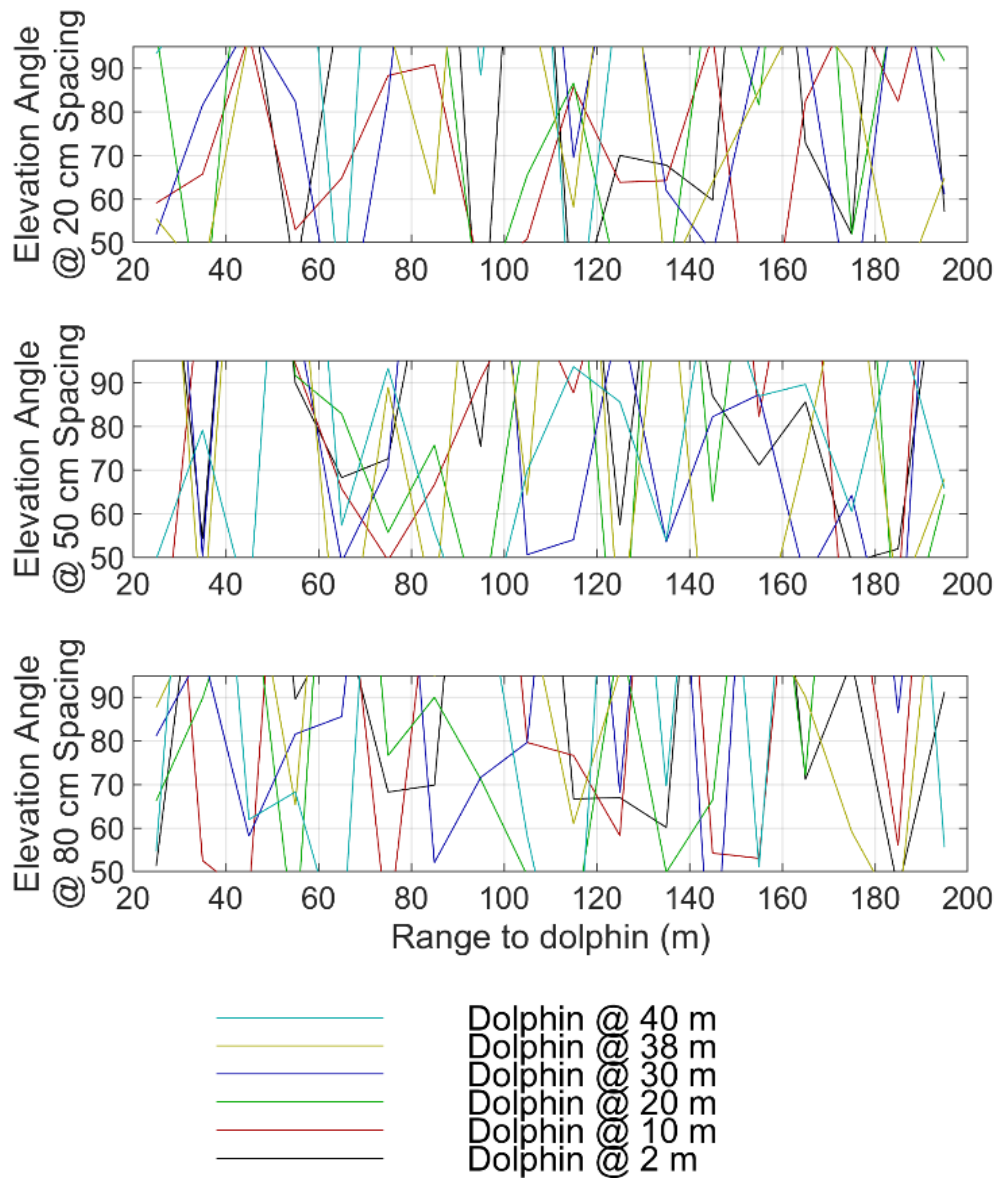 Elevation Angle
@ 20 cm Spacing
90
80
70
60
50
20 40 60 80 100 120 140 160 180 200
Elevation Angle
@ 50 cm Spacing
90
80
70
60
50
20 40 60 80 100 120 140 160 180 200
Elevation Angle
@ 80 cm Spacing
90
80
70
60
50
20 40 60 80 100 120 140 160 180 200
Range to dolphin (m)
Dolphin @ 40 m
Dolphin @ 38 m
Dolphin @ 30 m
Dolphin @ 20 m
Dolphin @ 10 m
Dolphin @ 2 m